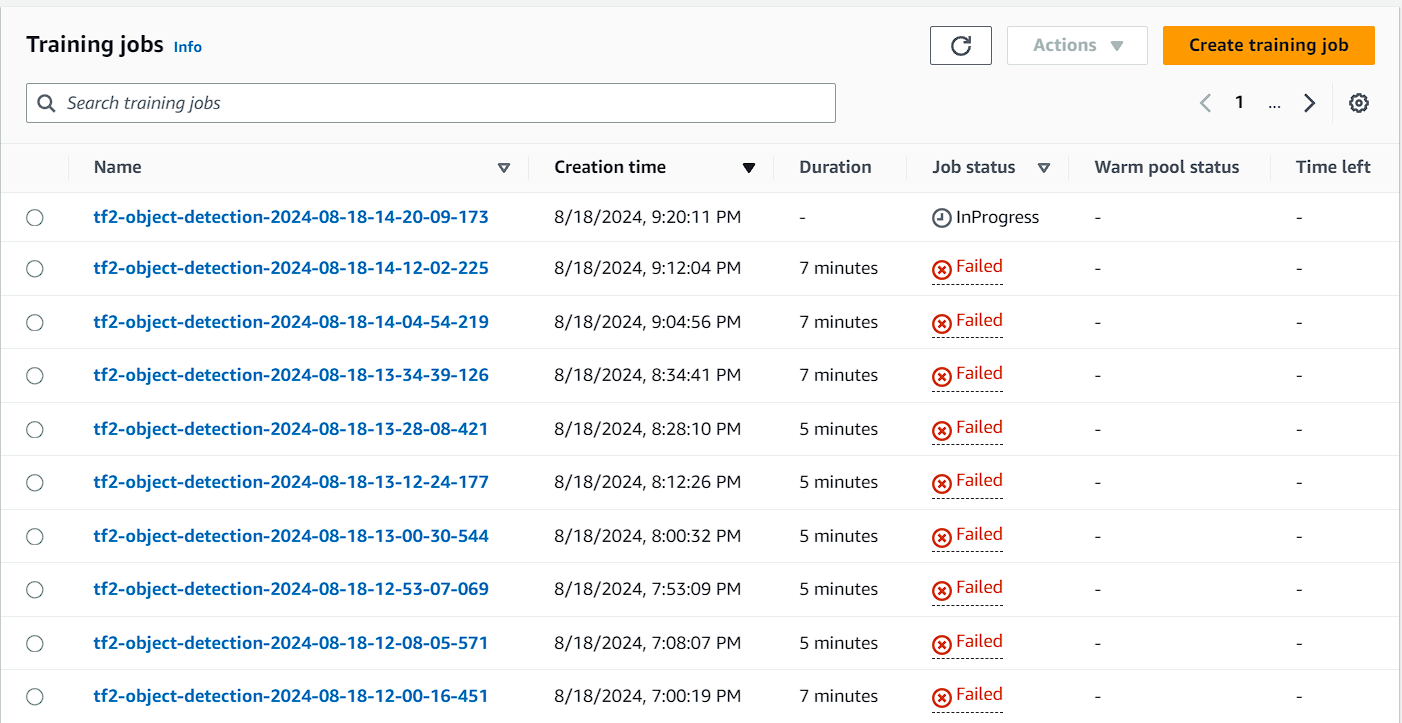 Training jobs Info Actions Create training job
Search training jobs 1 ...
Name Creation time Duration Job status Warm pool status Time left
tf2-object-detection-2024-08-18-14-20-09-173 8/18/2024, 9:20:11 PM - InProgress - -
tf2-object-detection-2024-08-18-14-12-02-225 8/18/2024, 9:12:04 PM 7 minutes Failed - -
tf2-object-detection-2024-08-18-14-04-54-219 8/18/2024, 9:04:56 PM 7 minutes Failed - -
tf2-object-detection-2024-08-18-13-34-39-126 8/18/2024, 8:34:41 PM 7 minutes Failed - -
tf2-object-detection-2024-08-18-13-28-08-421 8/18/2024, 8:28:10 PM 5 minutes Failed - -
tf2-object-detection-2024-08-18-13-12-24-177 8/18/2024, 8:12:26 PM 5 minutes Failed - -
tf2-object-detection-2024-08-18-13-00-30-544 8/18/2024, 8:00:32 PM 5 minutes Failed - -
tf2-object-detection-2024-08-18-12-53-07-069 8/18/2024, 7:53:09 PM 5 minutes Failed - -
tf2-object-detection-2024-08-18-12-08-05-571 8/18/2024, 7:08:07 PM 5 minutes Failed - -
tf2-object-detection-2024-08-18-12-00-16-451 8/18/2024, 7:00:19 PM 7 minutes Failed - -